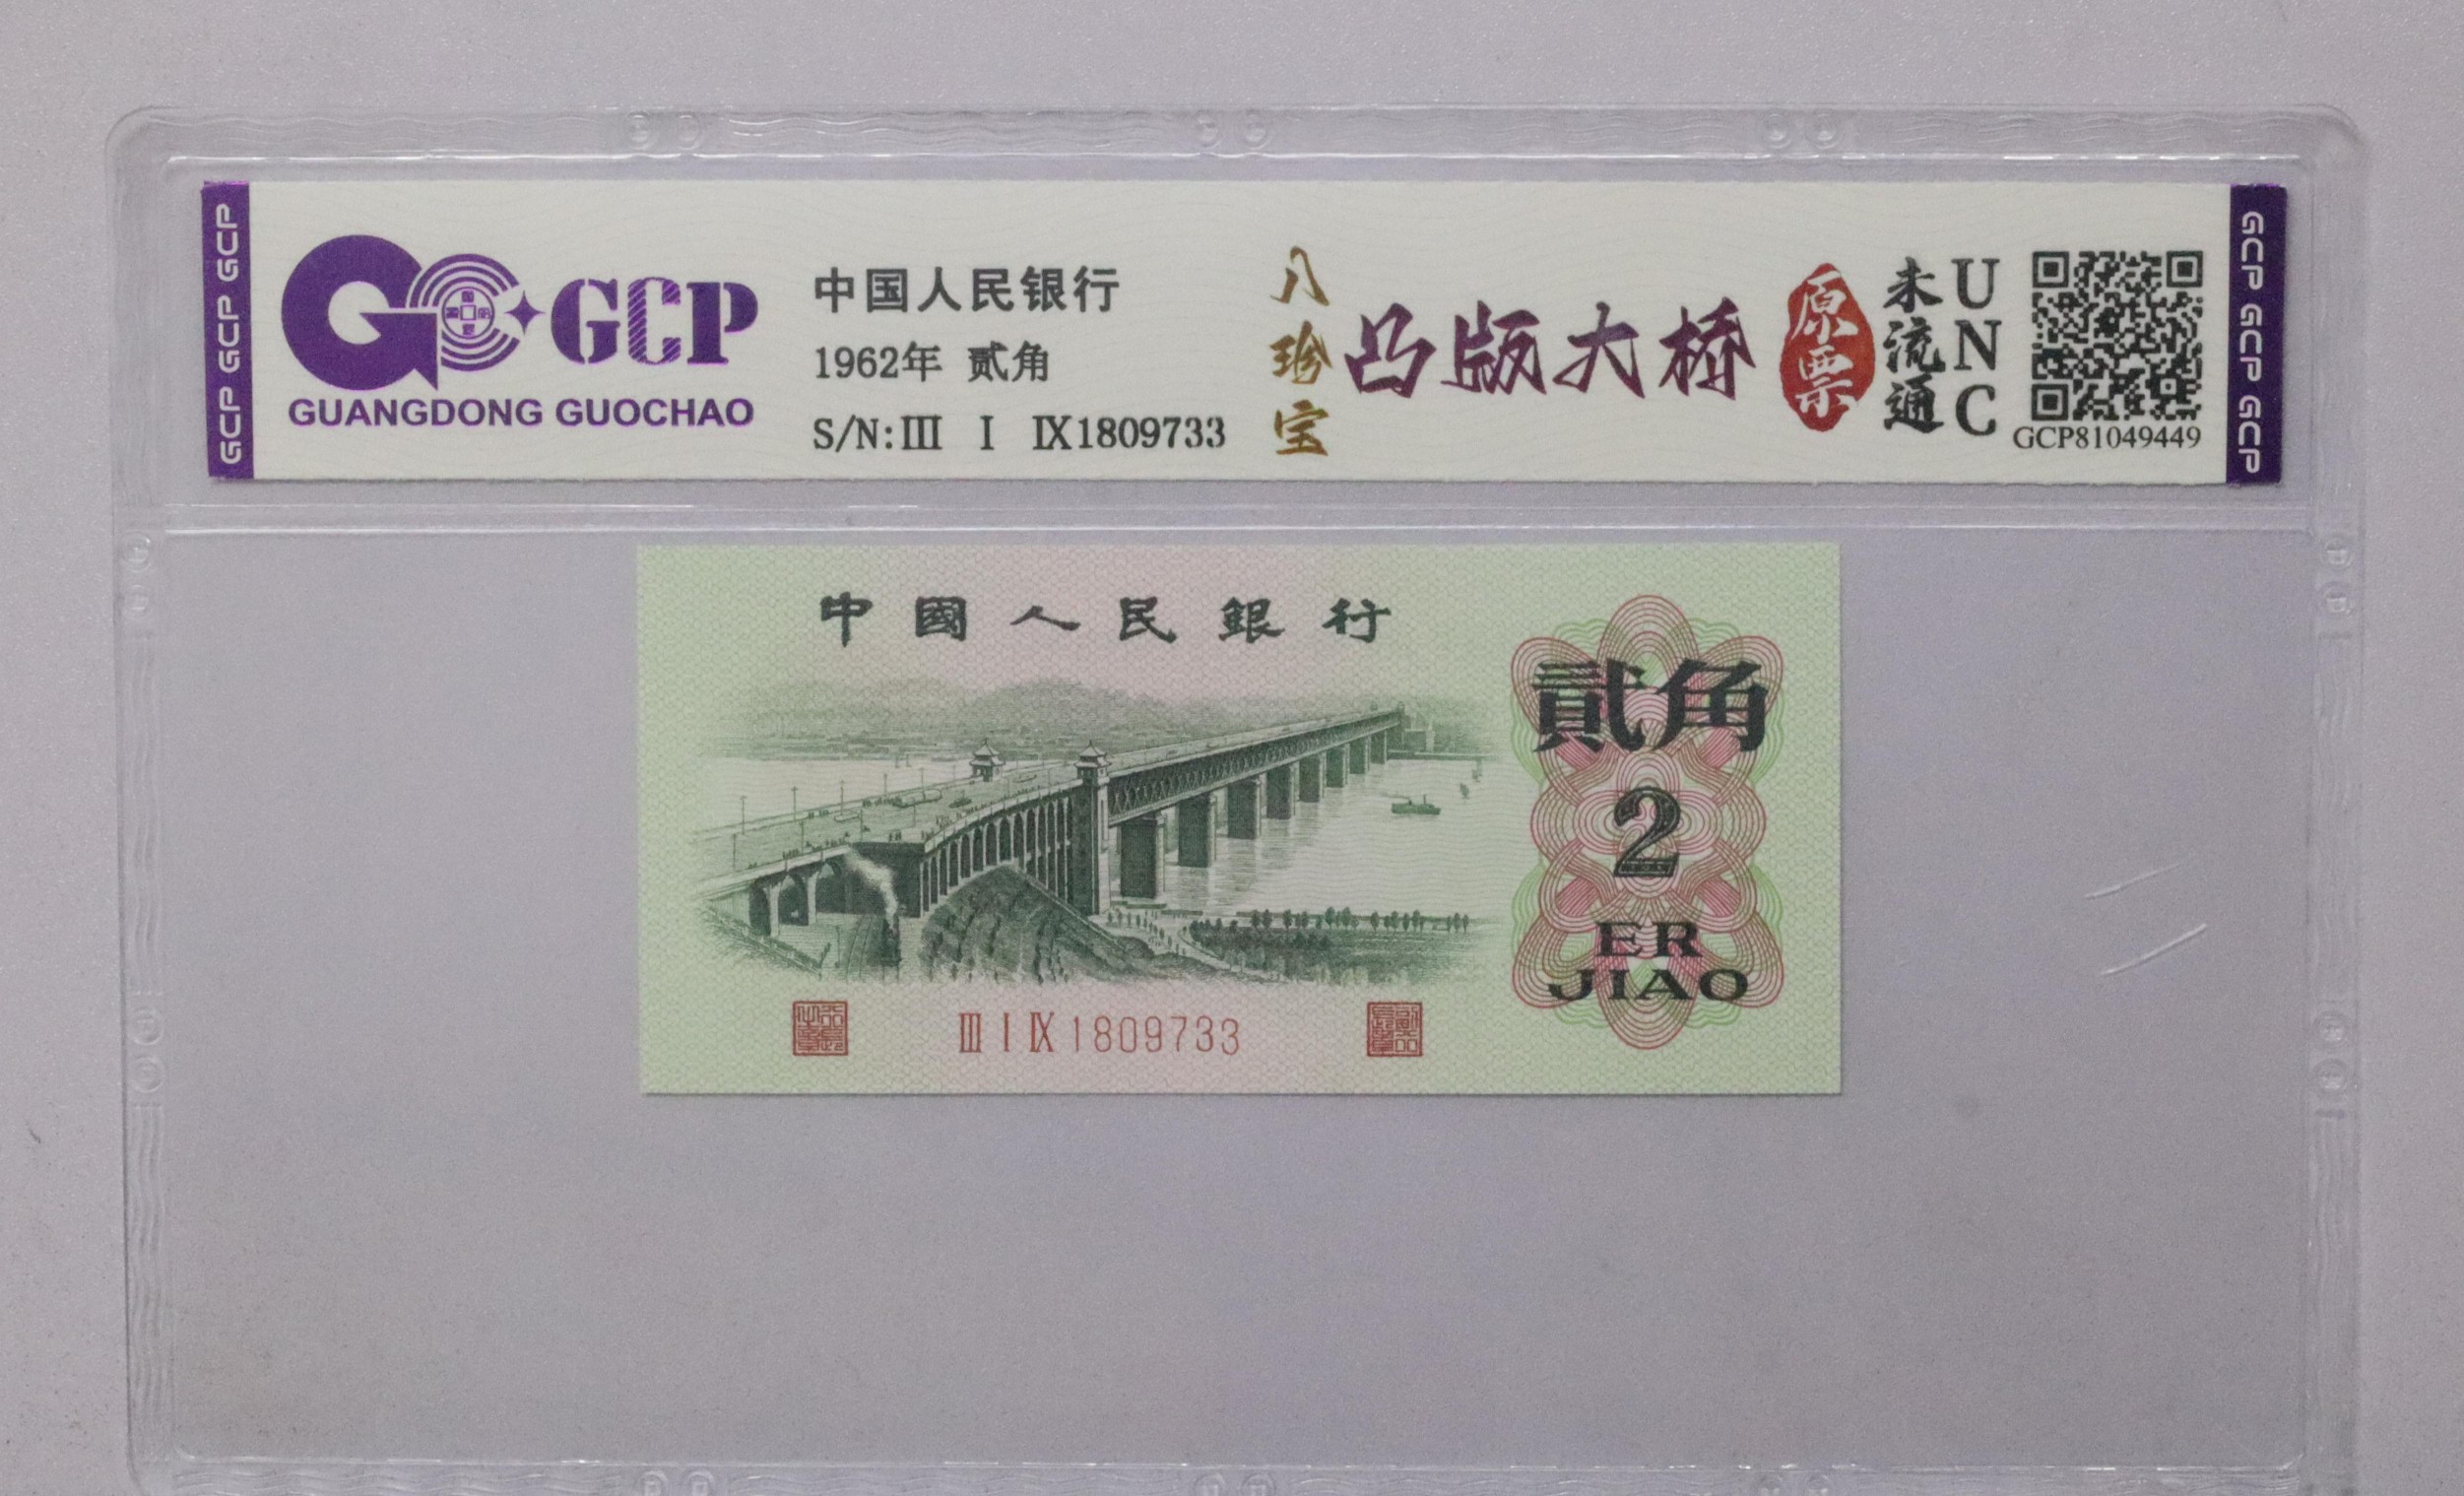 GCP GCP GCP
GCP
GUANGDONG GUOCHAO
中国人民银行
1962年 贰角
S/N:Ⅲ Ⅰ Ⅸ1809733
八珍宝
凸版大桥
原票
未流通
UNC
GCP81049449
GCP GCP GCP
中國人民銀行
貳角
2
ER
JIAO
Ⅲ Ⅰ Ⅸ 1809733